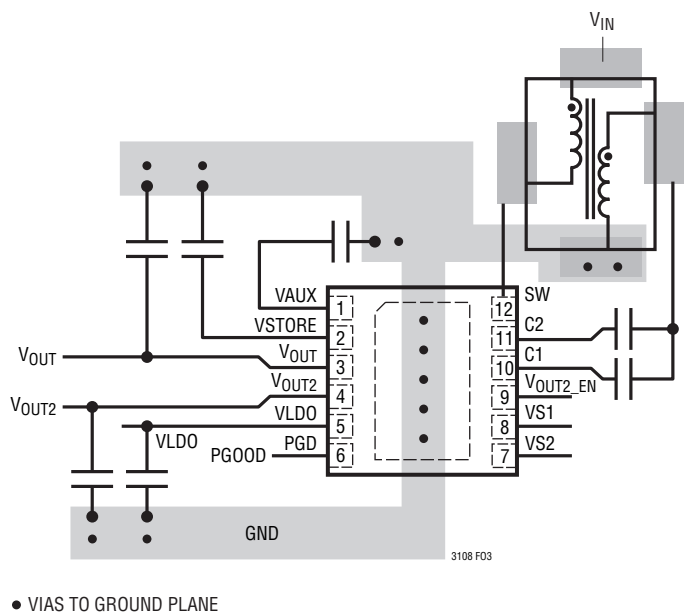 VIN
VAUX
1
VSTORE
2
VOUT
VOUT
3
VOUT2
VOUT2
4
VLDO
5
VLDO
PGOOD
PGD
6
SW
12
C2
11
C1
10
VOUT2_EN
9
VS1
8
VS2
7
GND
3108 F03
● VIAS TO GROUND PLANE